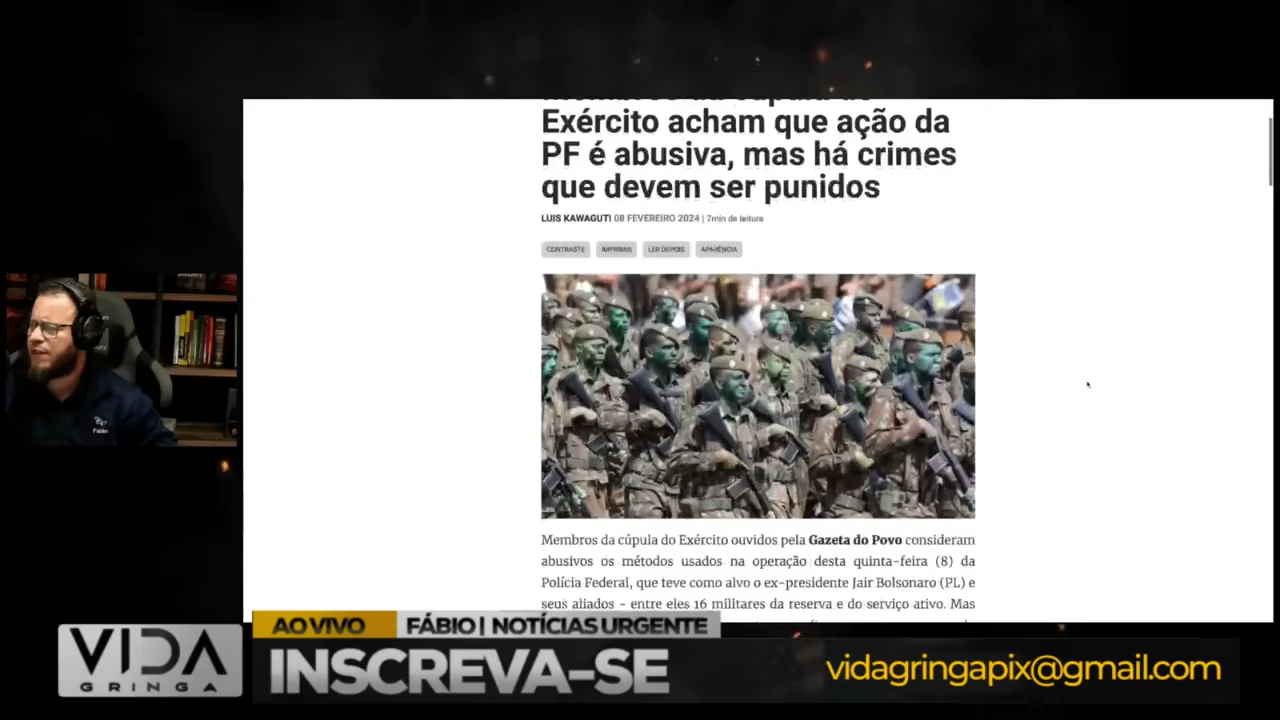 Exército acham que ação da
PF é abusiva, mas há crimes
que devem ser punidos
LUIS KAWAGUTI 08 FEVEREIRO 2024 | 7min de leitura
CONTRASTE IMPRIMIR LER DEPOIS APARÊNCIA
Membros da cúpula do Exército ouvidos pela Gazeta do Povo consideram
abusivos os métodos usados na operação desta quinta-feira (8) da
Polícia Federal, que teve como alvo o ex-presidente Jair Bolsonaro (PL) e
seus aliados - entre eles 16 militares da reserva e do serviço ativo. Mas
Fabio
AO VIVO FÁBIO | NOTÍCIAS URGENTE
VIDA
GRINGA
INSCREVA-SE
vidagringapix@gmail.com